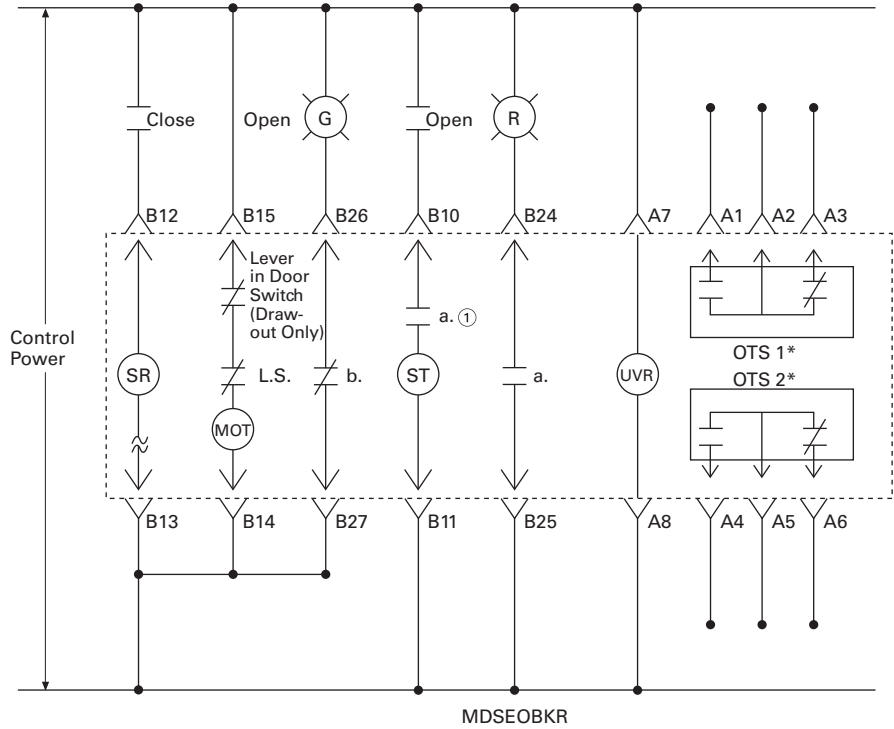 Close
Open
G
Open
R
B12
B15
B26
B10
B24
A7
A1
A2
A3
Lever
in Door
Switch
(Draw-
out Only)
a. ①
OTS 1*
Control
Power
SR
L.S.
b.
ST
a.
UVR
OTS 2*
MOT
B13
B14
B27
B11
B25
A8
A4
A5
A6
MDSEOBKR